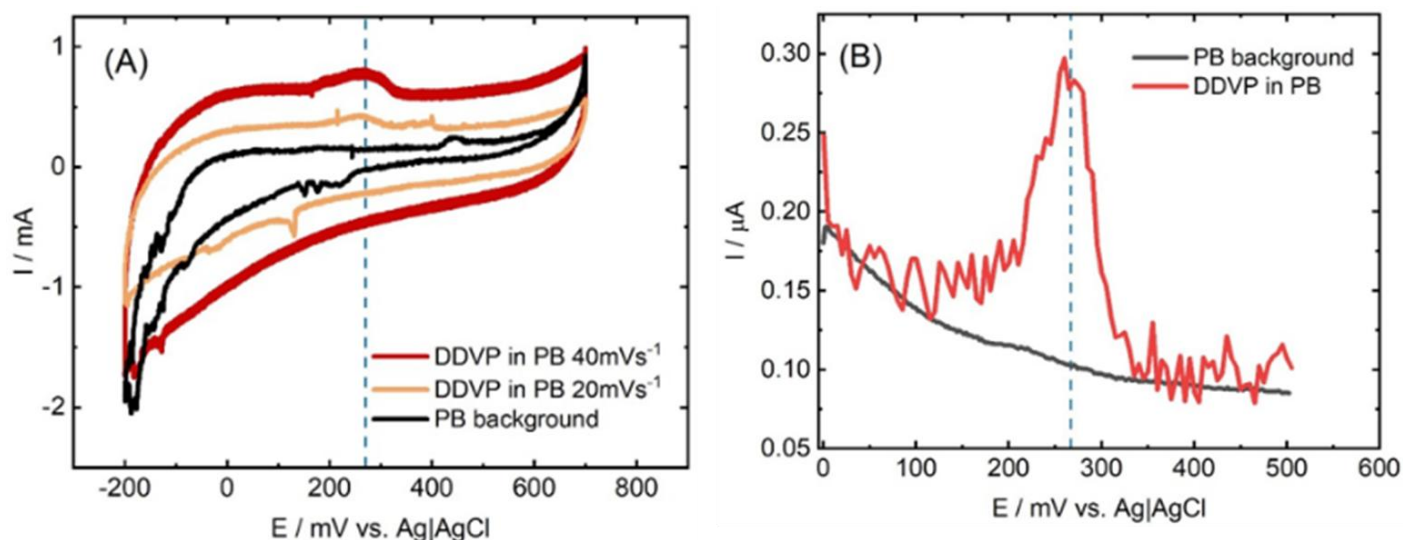 (A)
1
0
-1
-2
I / mA
DDVP in PB 40mVs⁻¹
DDVP in PB 20mVs⁻¹
PB background
-200 0 200 400 600 800
E / mV vs. Ag|AgCl
(B)
PB background
DDVP in PB
0.30
0.25
0.20
0.15
0.10
0.05
I / μA
0 100 200 300 400 500 600
E / mV vs. Ag|AgCl